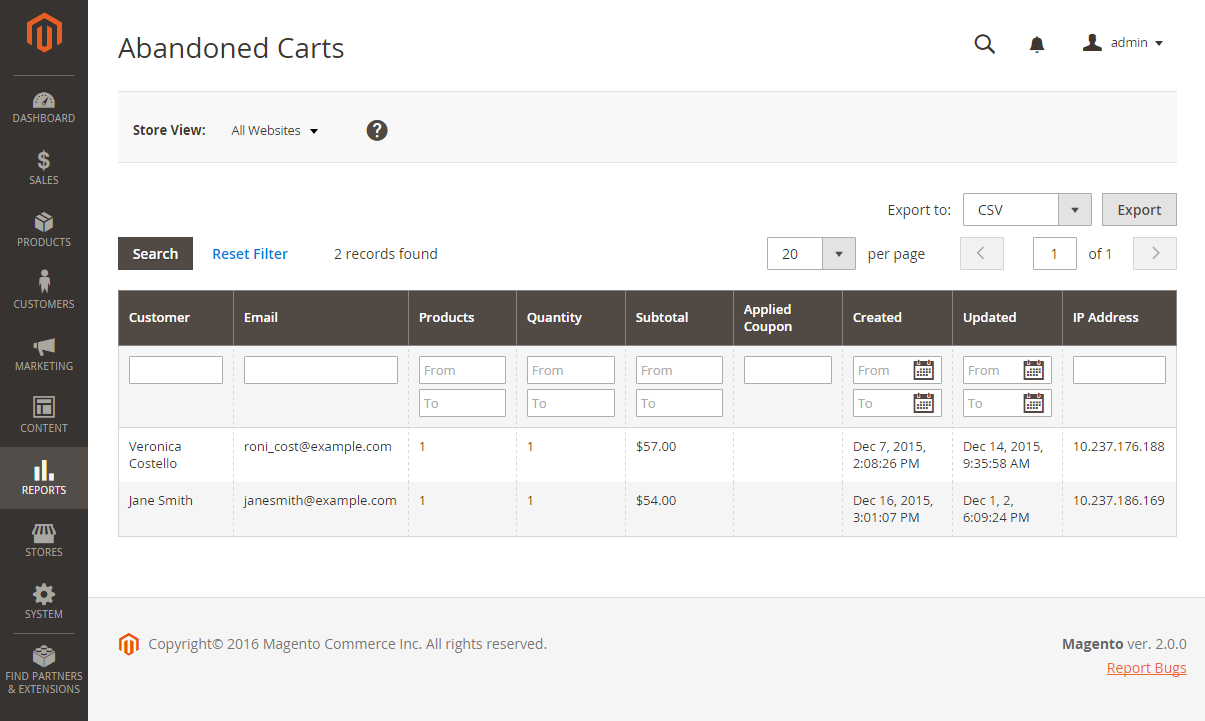 Abandoned Carts
admin
DASHBOARD
SALES
PRODUCTS
CUSTOMERS
MARKETING
CONTENT
REPORTS
STORES
SYSTEM
FIND PARTNERS
& EXTENSIONS
Store View: All Websites ?
Export to: CSV Export
Search Reset Filter 2 records found 20 per page 1 of 1
Customer Email Products Quantity Subtotal Applied Coupon Created Updated IP Address
From From From From From
To To To To To
Veronica Costello roni_cost@example.com 1 1 $57.00 Dec 7, 2015, 2:08:26 PM Dec 14, 2015, 9:35:58 AM 10.237.176.188
Jane Smith janesmith@example.com 1 1 $54.00 Dec 16, 2015, 3:01:07 PM Dec 1, 2, 6:09:24 PM 10.237.186.169
Copyright© 2016 Magento Commerce Inc. All rights reserved. Magento ver. 2.0.0
Report Bugs